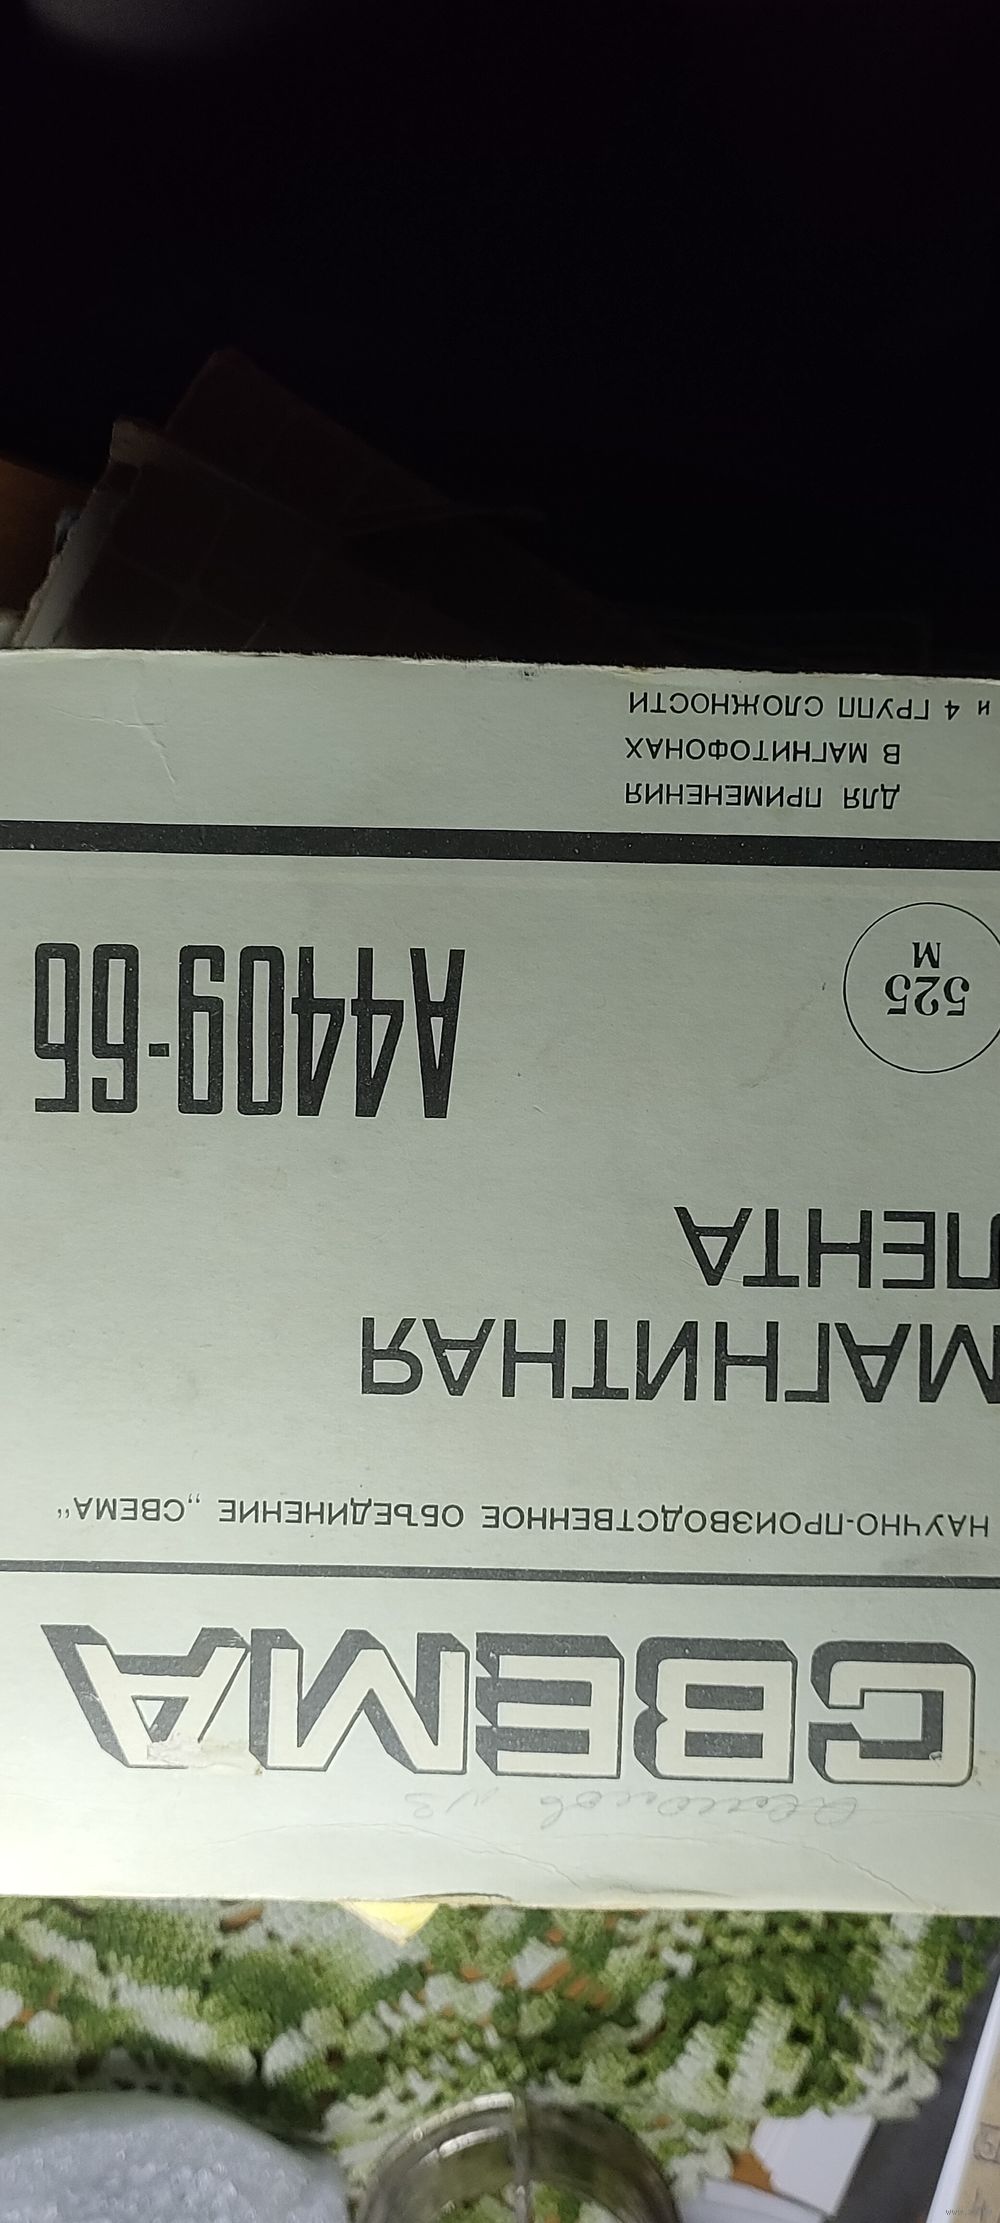 СВЕМА
НАУЧНО-ПРОИЗВОДСТВЕННОЕ ОБЪЕДИНЕНИЕ „СВЕМА“
МАГНИТНАЯ
ЛЕНТА
525
М
А4409-6Б
ДЛЯ ПРИМЕНЕНИЯ
В МАГНИТОФОНАХ
и 4 ГРУПП СЛОЖНОСТИ